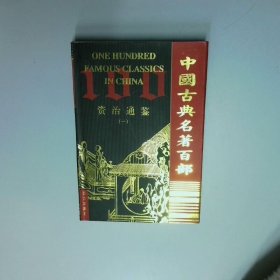 ONE HUNDRED
FAMOUS CLASSICS
IN CHINA
100
资治通鉴
(一)
中國古典名著百部